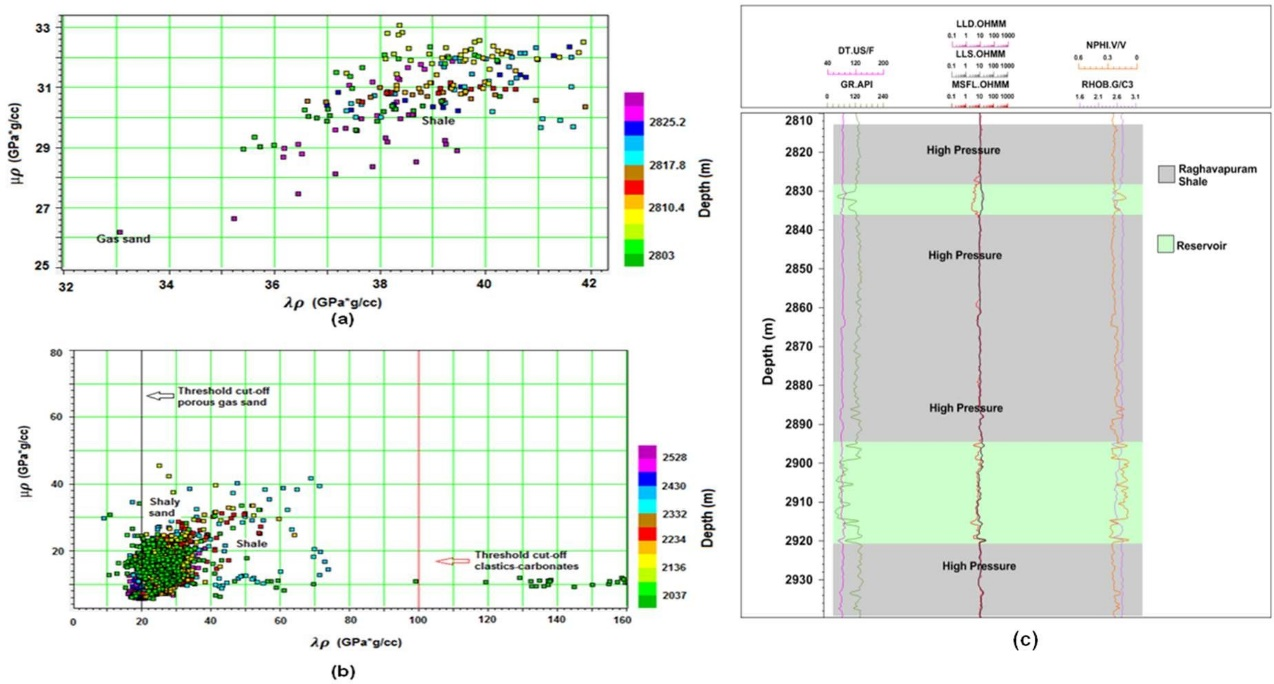 33
31
29
27
25
μρ (GPa*g/cc)
Shale
Gas sand
32 34 36 38 40 42
λρ (GPa*g/cc)
(a)
2825.2
2817.8
2810.4
2803
Depth (m)
80
60
40
20
μρ (GPa*g/cc)
Threshold cut-off
porous gas sand
Shaly
sand
Shale
Threshold cut-off
clastics-carbonates
0 20 40 60 80 100 120 140 160
λρ (GPa*g/cc)
(b)
2528
2430
2332
2234
2136
2037
Depth (m)
LLD.OHMM
0.1 1 10 100 1000
DT.US/F
LLS.OHMM
NPHI.V/V
40 120 200
0.1 1 10 100 1000
0.6 0.3 0
GR.API
MSFL.OHMM
RHOB.G/C3
0 120 240
0.1 1 10 100 1000
1.6 2.1 2.6 3.1
2810
2820
2830
2840
2850
2860
2870
2880
2890
2900
2910
2920
2930
Depth (m)
High Pressure
High Pressure
High Pressure
High Pressure
Raghavapuram
Shale
Reservoir
(c)